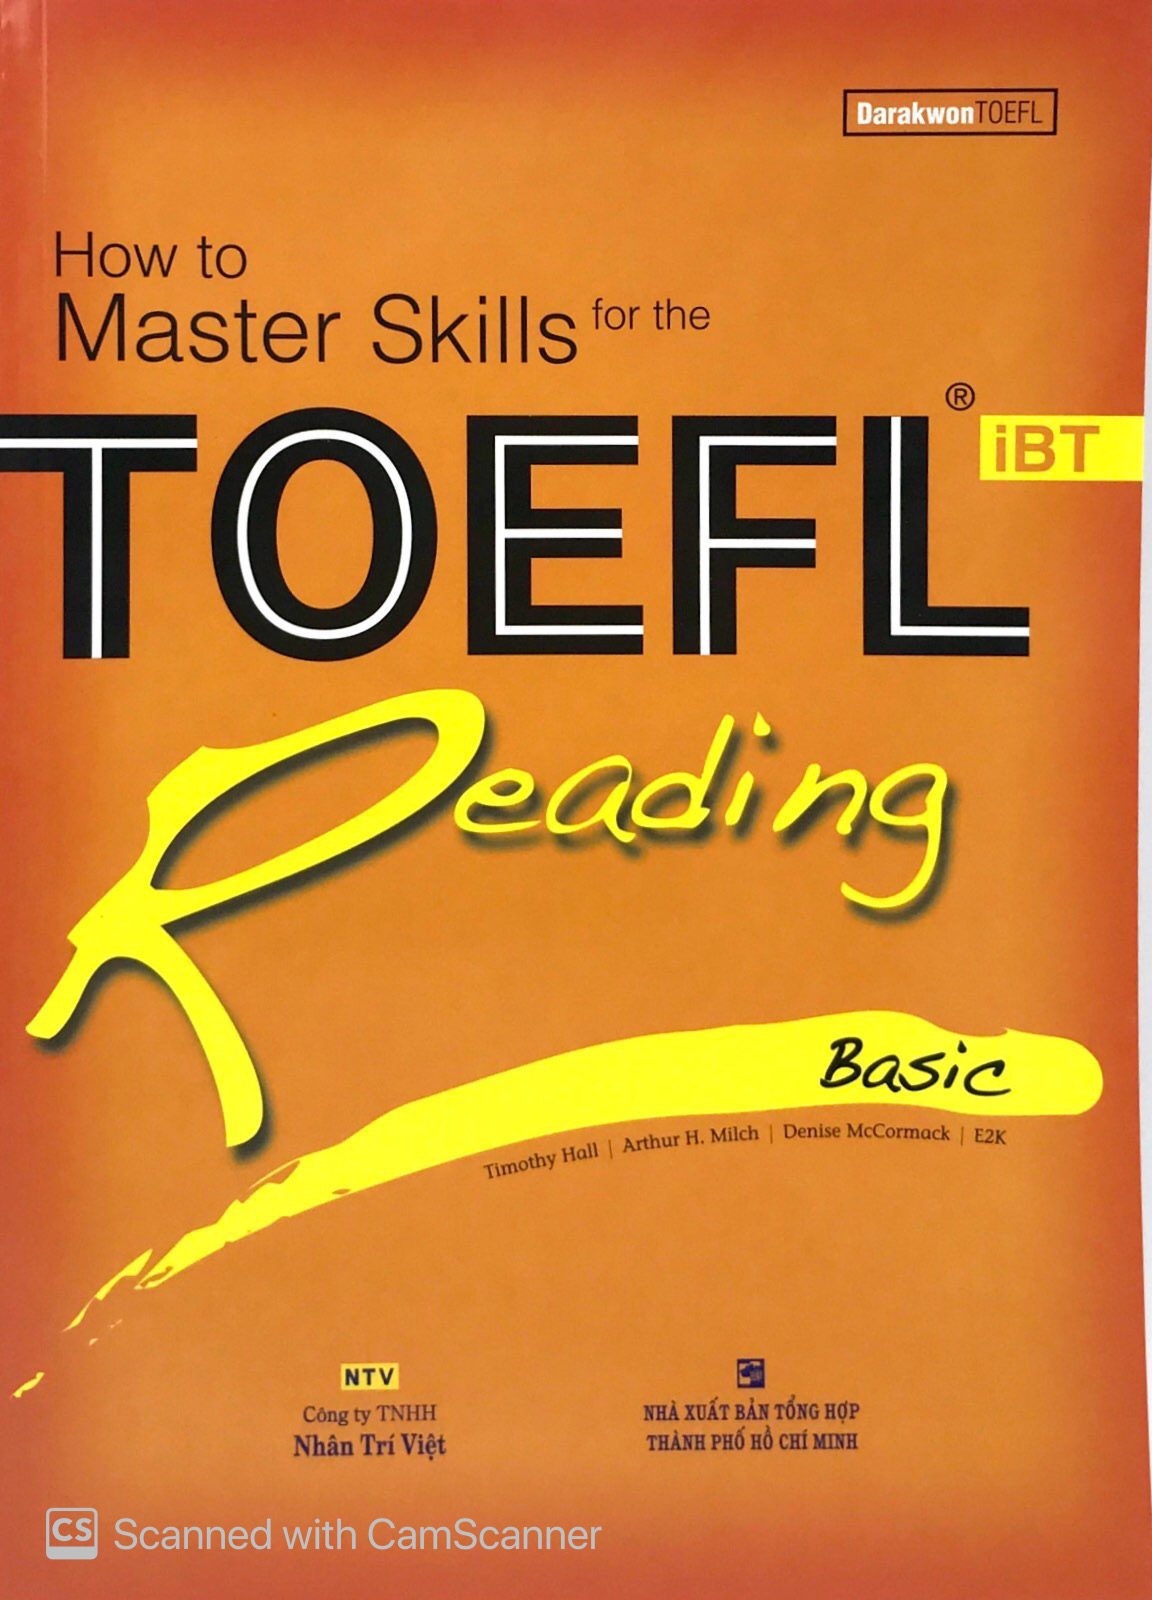 DarakwonTOEFL
How to
Master Skills for the
TOEFL® iBT
Reading
Basic
Timothy Hall | Arthur H. Milch | Denise McCormack | E2K
NTV
Công ty TNHH
Nhân Trí Việt
NHÀ XUẤT BẢN TỔNG HỢP
THÀNH PHỐ HỒ CHÍ MINH
CS Scanned with CamScanner